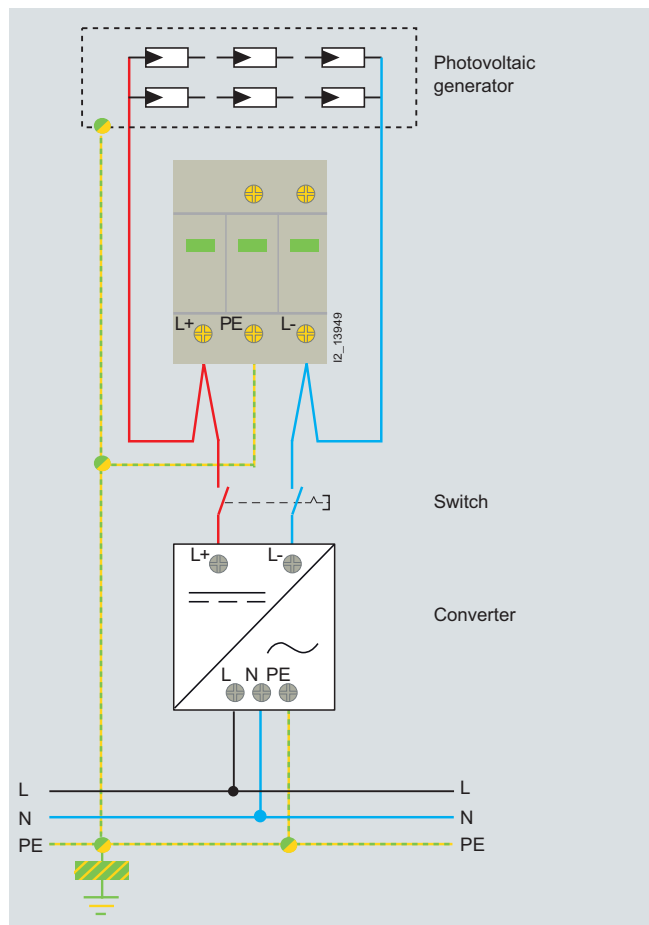 Photovoltaic
generator
L+ PE L-
I2_13949
Switch
L+ L-
Converter
L N PE
L L
N N
PE PE